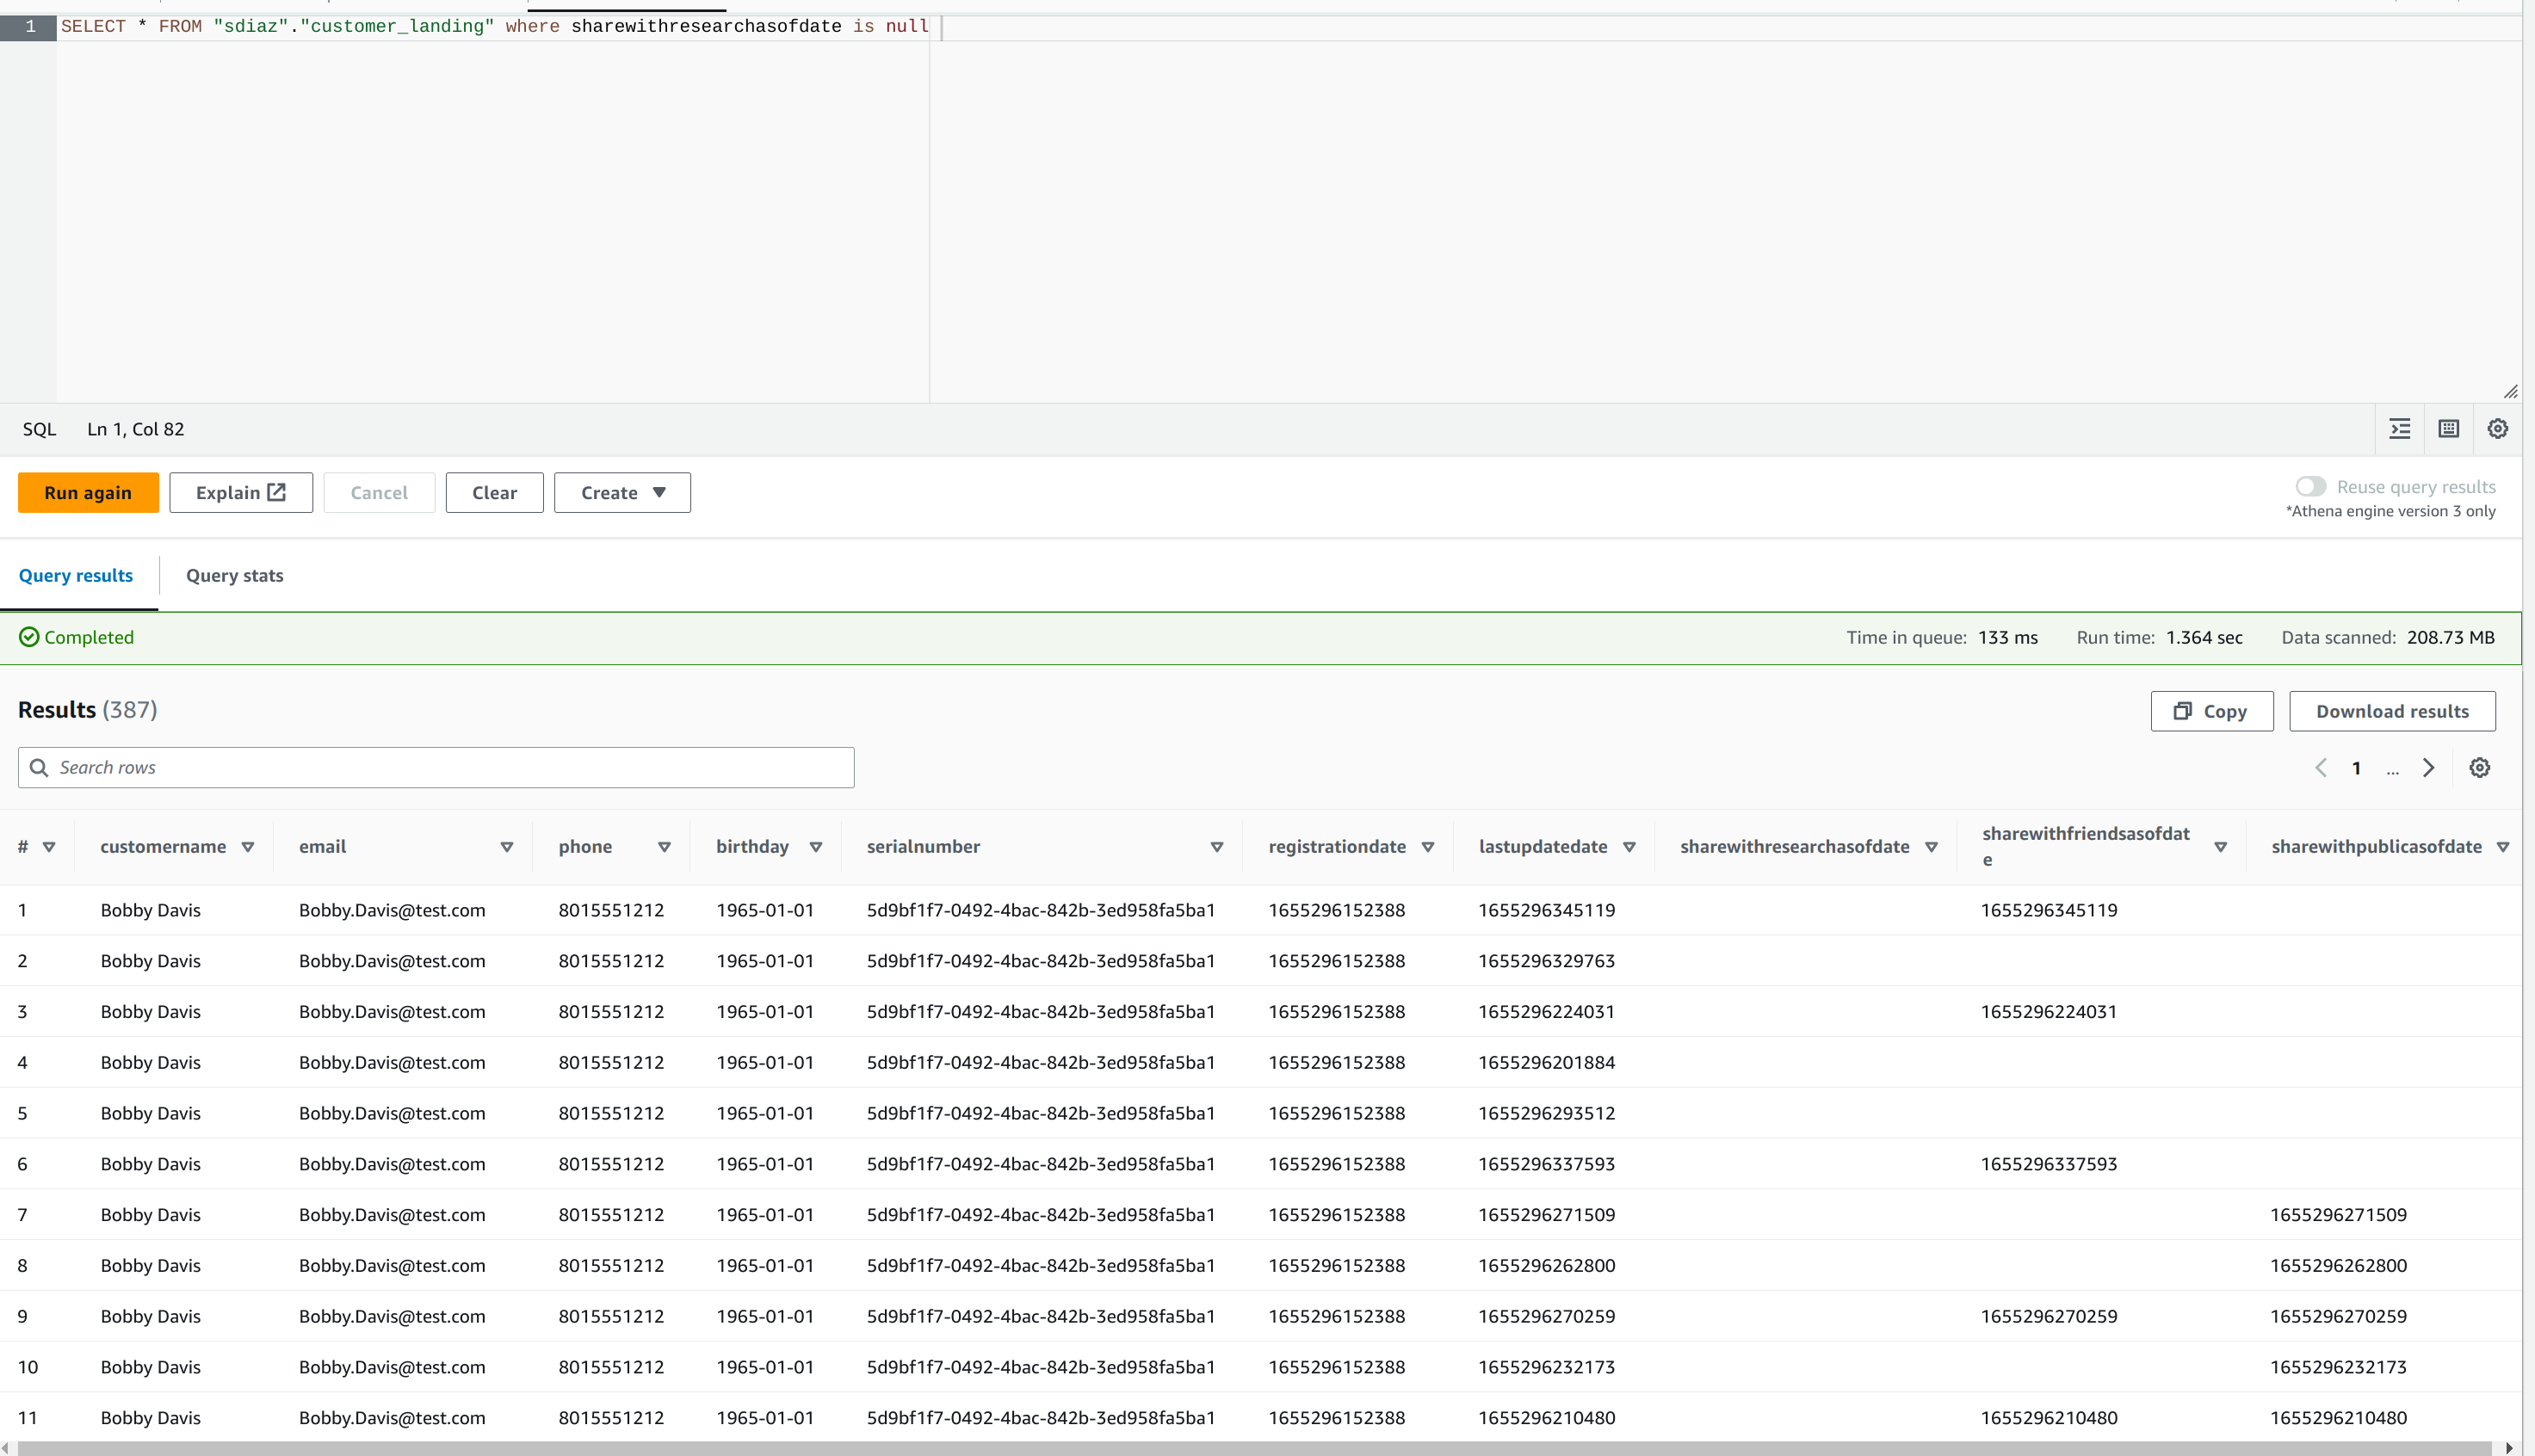 1 SELECT * FROM "sdiaz"."customer_landing" where sharewithresearchasofdate is null
SQL Ln 1, Col 82
Run again Explain Cancel Clear Create Reuse query results
*Athena engine version 3 only
Query results Query stats
Completed Time in queue: 133 ms Run time: 1.364 sec Data scanned: 208.73 MB
Results (387) Copy Download results
Search rows 1 ...
# customername email phone birthday serialnumber registrationdate lastupdatedate sharewithresearchasofdate sharewithfriendsasofdat
e sharewithpublicasofdate
1 Bobby Davis Bobby.Davis@test.com 8015551212 1965-01-01 5d9bf1f7-0492-4bac-842b-3ed958fa5ba1 1655296152388 1655296345119 1655296345119
2 Bobby Davis Bobby.Davis@test.com 8015551212 1965-01-01 5d9bf1f7-0492-4bac-842b-3ed958fa5ba1 1655296152388 1655296329763
3 Bobby Davis Bobby.Davis@test.com 8015551212 1965-01-01 5d9bf1f7-0492-4bac-842b-3ed958fa5ba1 1655296152388 1655296224031 1655296224031
4 Bobby Davis Bobby.Davis@test.com 8015551212 1965-01-01 5d9bf1f7-0492-4bac-842b-3ed958fa5ba1 1655296152388 1655296201884
5 Bobby Davis Bobby.Davis@test.com 8015551212 1965-01-01 5d9bf1f7-0492-4bac-842b-3ed958fa5ba1 1655296152388 1655296293512
6 Bobby Davis Bobby.Davis@test.com 8015551212 1965-01-01 5d9bf1f7-0492-4bac-842b-3ed958fa5ba1 1655296152388 1655296337593 1655296337593
7 Bobby Davis Bobby.Davis@test.com 8015551212 1965-01-01 5d9bf1f7-0492-4bac-842b-3ed958fa5ba1 1655296152388 1655296271509 1655296271509
8 Bobby Davis Bobby.Davis@test.com 8015551212 1965-01-01 5d9bf1f7-0492-4bac-842b-3ed958fa5ba1 1655296152388 1655296262800 1655296262800
9 Bobby Davis Bobby.Davis@test.com 8015551212 1965-01-01 5d9bf1f7-0492-4bac-842b-3ed958fa5ba1 1655296152388 1655296270259 1655296270259 1655296270259
10 Bobby Davis Bobby.Davis@test.com 8015551212 1965-01-01 5d9bf1f7-0492-4bac-842b-3ed958fa5ba1 1655296152388 1655296232173 1655296232173
11 Bobby Davis Bobby.Davis@test.com 8015551212 1965-01-01 5d9bf1f7-0492-4bac-842b-3ed958fa5ba1 1655296152388 1655296210480 1655296210480 1655296210480